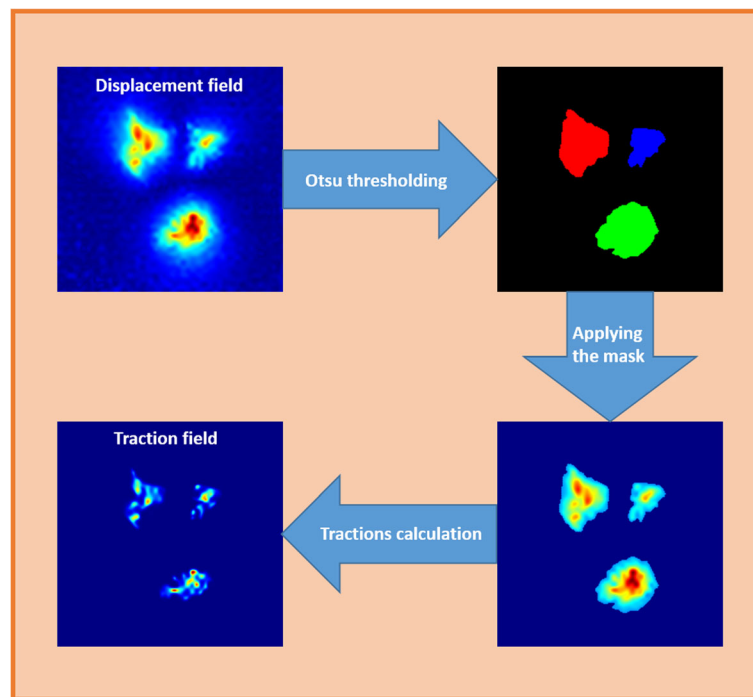 Displacement field
Otsu thresholding
Applying
the mask
Tractions calculation
Traction field